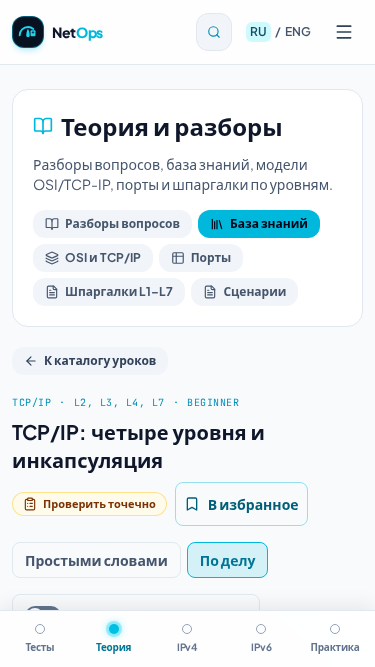 NetOps
RU / ENG
Теория и разборы
Разборы вопросов, база знаний, модели
OSI/TCP-IP, порты и шпаргалки по уровням.
Разборы вопросов
База знаний
OSI и TCP/IP
Порты
Шпаргалки L1–L7
Сценарии
К каталогу уроков
TCP/IP · L2, L3, L4, L7 · BEGINNER
TCP/IP: четыре уровня и
инкапсуляция
Проверить точечно
В избранное
Простыми словами
По делу
Тесты
Теория
IPv4
IPv6
Практика